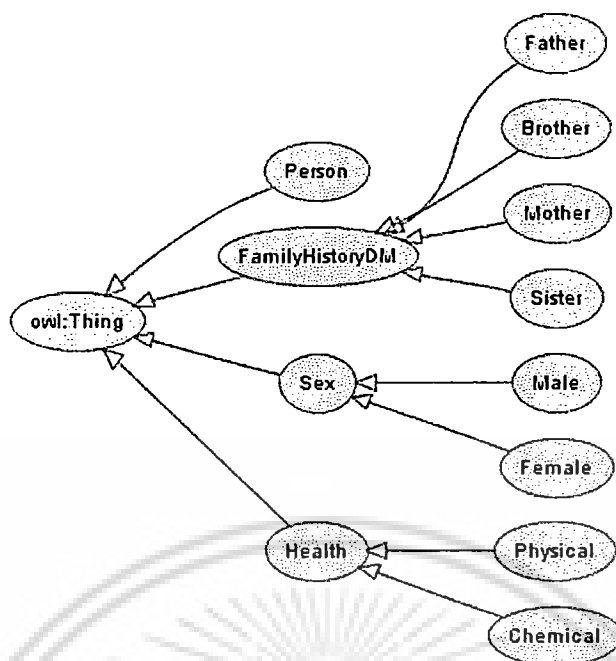 Father
Brother
Person
Mother
FamilyHistoryDM
Sister
owl:Thing
Sex
Male
Female
Health
Physical
Chemical